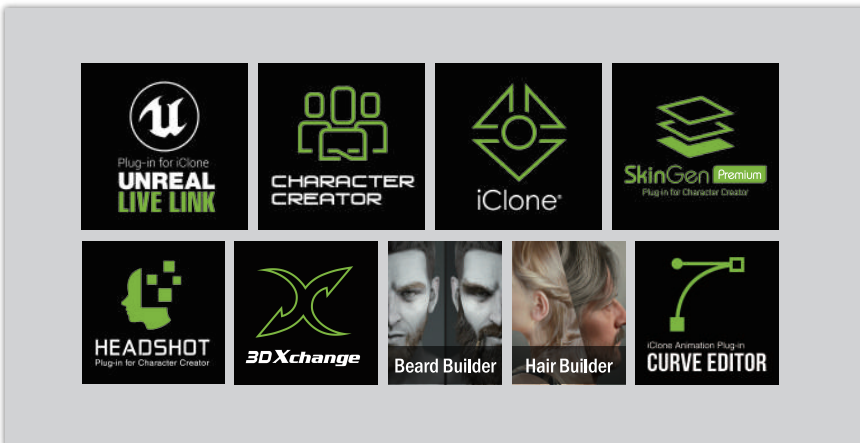 Plug-in for iClone
UNREAL
LIVE LINK
CHARACTER
CREATOR
iClone®
SkinGen Premium
Plug-in for Character Creator
HEADSHOT
Plug-in for Character Creator
3DXchange
Beard Builder
Hair Builder
iClone Animation Plug-in
CURVE EDITOR